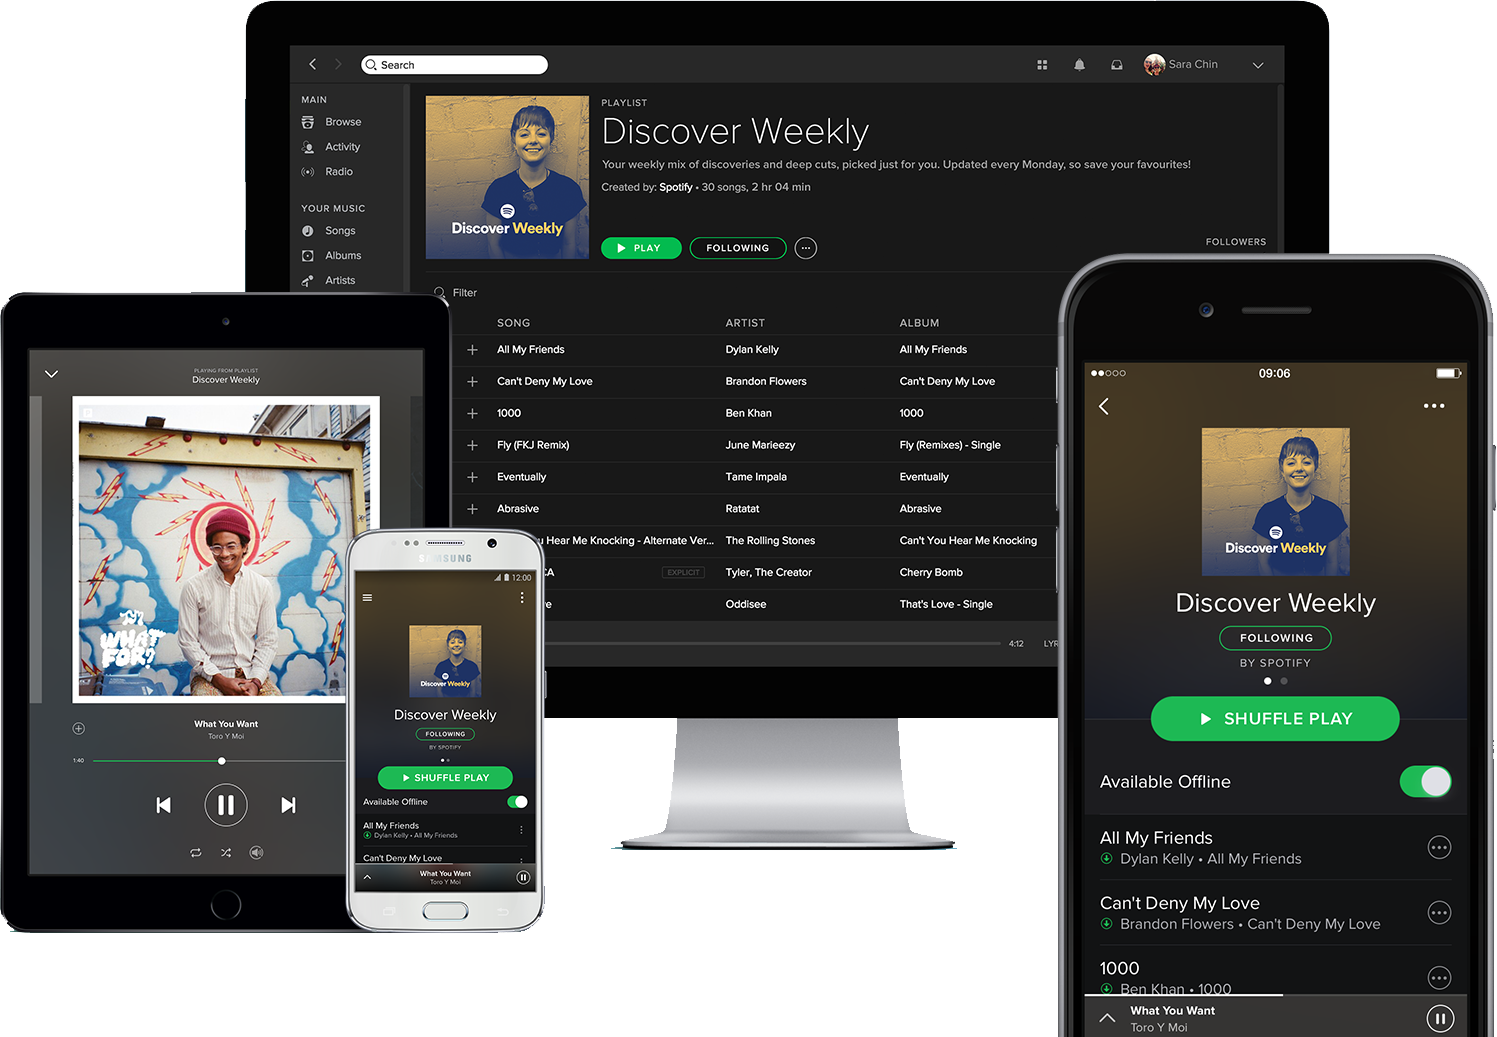 Search
Sara Chin
MAIN
Browse
Activity
Radio
YOUR MUSIC
Songs
Albums
Artists
Discover Weekly
PLAYLIST
Discover Weekly
Your weekly mix of discoveries and deep cuts, picked just for you. Updated every Monday, so save your favourites!
Created by: Spotify • 30 songs, 2 hr 04 min
PLAY FOLLOWING
FOLLOWERS
Filter
SONG ARTIST ALBUM
All My Friends Dylan Kelly All My Friends
Can't Deny My Love Brandon Flowers Can't Deny My Love
1000 Ben Khan 1000
Fly (FKJ Remix) June Marieezy Fly (Remixes) - Single
Eventually Tame Impala Eventually
Abrasive Ratatat Abrasive
You Hear Me Knocking - Alternate Ver... The Rolling Stones Can't You Hear Me Knocking
CA EXPLICIT Tyler, The Creator Cherry Bomb
ve Oddisee That's Love - Single
4:12 LYR
PLAYING FROM PLAYLIST
Discover Weekly
WHAT
FOR?
What You Want
Toro Y Moi
1:40
SAMSUNG
12:00
Discover Weekly
Discover Weekly
FOLLOWING
BY SPOTIFY
SHUFFLE PLAY
Available Offline
All My Friends
Dylan Kelly • All My Friends
Can't Deny My Love
What You Want
Toro Y Moi
09:06
Discover Weekly
Discover Weekly
FOLLOWING
BY SPOTIFY
SHUFFLE PLAY
Available Offline
All My Friends
Dylan Kelly • All My Friends
Can't Deny My Love
Brandon Flowers • Can't Deny My Love
1000
Ben Khan • 1000
What You Want
Toro Y Moi